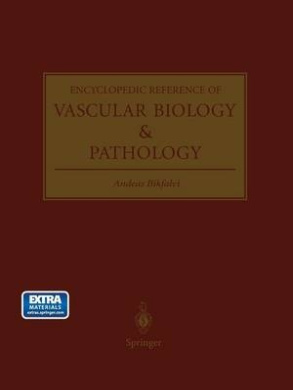 ENCYCLOPEDIC REFERENCE OF
VASCULAR BIOLOGY
&
PATHOLOGY
Andreas Bikfalvi
EXTRA
MATERIALS
extras.springer.com
Springer